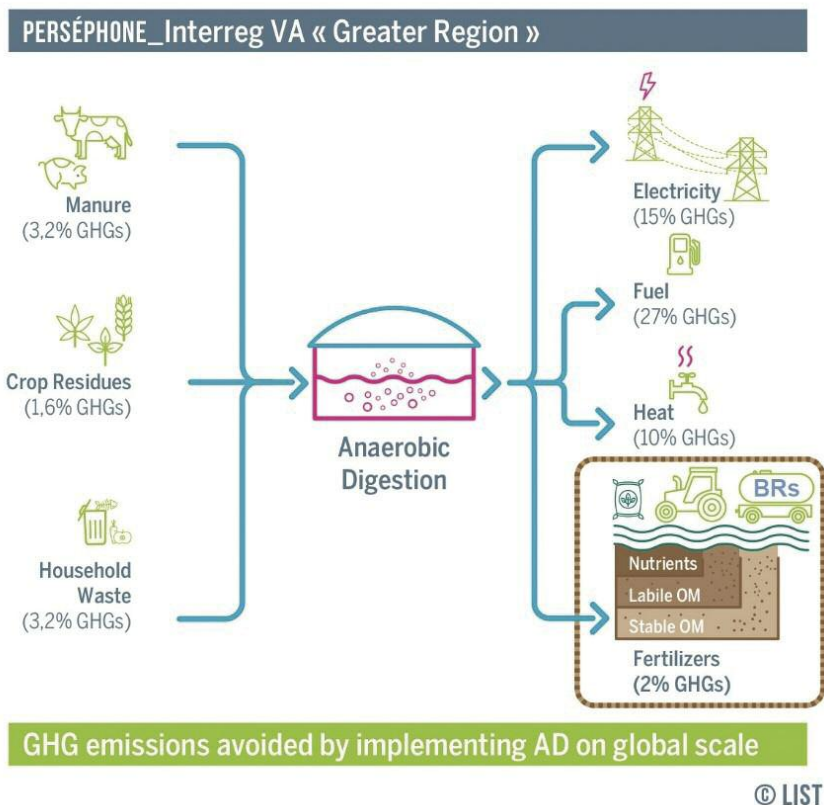 PERSÉPHONE_Interreg VA « Greater Region »
Manure
(3,2% GHGs)
Crop Residues
(1,6% GHGs)
Household
Waste
(3,2% GHGs)
Anaerobic
Digestion
Electricity
(15% GHGs)
Fuel
(27% GHGs)
Heat
(10% GHGs)
BRs
Nutrients
Labile OM
Stable OM
Fertilizers
(2% GHGs)
GHG emissions avoided by implementing AD on global scale
© LIST